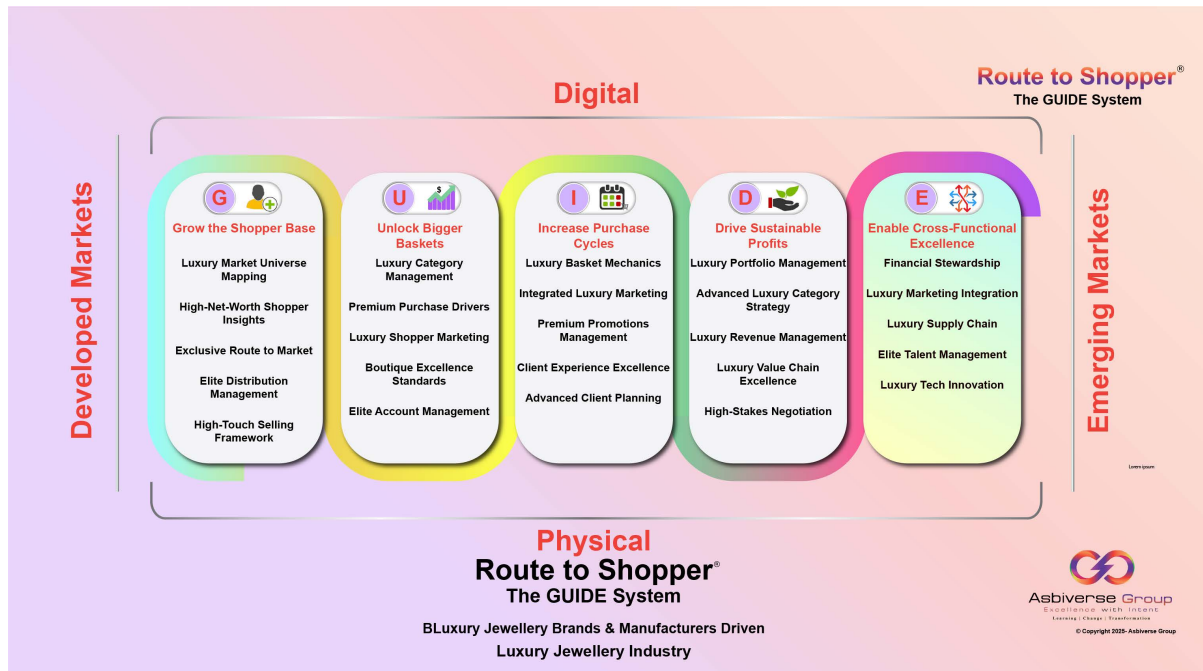 Digital
Route to Shopper®
The GUIDE System
Developed Markets
Emerging Markets
G
Grow the Shopper Base
Luxury Market Universe
Mapping
High-Net-Worth Shopper
Insights
Exclusive Route to Market
Elite Distribution
Management
High-Touch Selling
Framework
U
$
Unlock Bigger
Baskets
Luxury Category
Management
Premium Purchase Drivers
Luxury Shopper Marketing
Boutique Excellence
Standards
Elite Account Management
I
Increase Purchase
Cycles
Luxury Basket Mechanics
Integrated Luxury Marketing
Premium Promotions
Management
Client Experience Excellence
Advanced Client Planning
D
Drive Sustainable
Profits
Luxury Portfolio Management
Advanced Luxury Category
Strategy
Luxury Revenue Management
Luxury Value Chain
Excellence
High-Stakes Negotiation
E
Enable Cross-Functional
Excellence
Financial Stewardship
Luxury Marketing Integration
Luxury Supply Chain
Elite Talent Management
Luxury Tech Innovation
Lorem ipsum
Physical
Route to Shopper®
The GUIDE System
BLuxury Jewellery Brands & Manufacturers Driven
Luxury Jewellery Industry
Asbiverse Group
Excellence with Intent
Learning | Change | Transformation
© Copyright 2025- Asbiverse Group